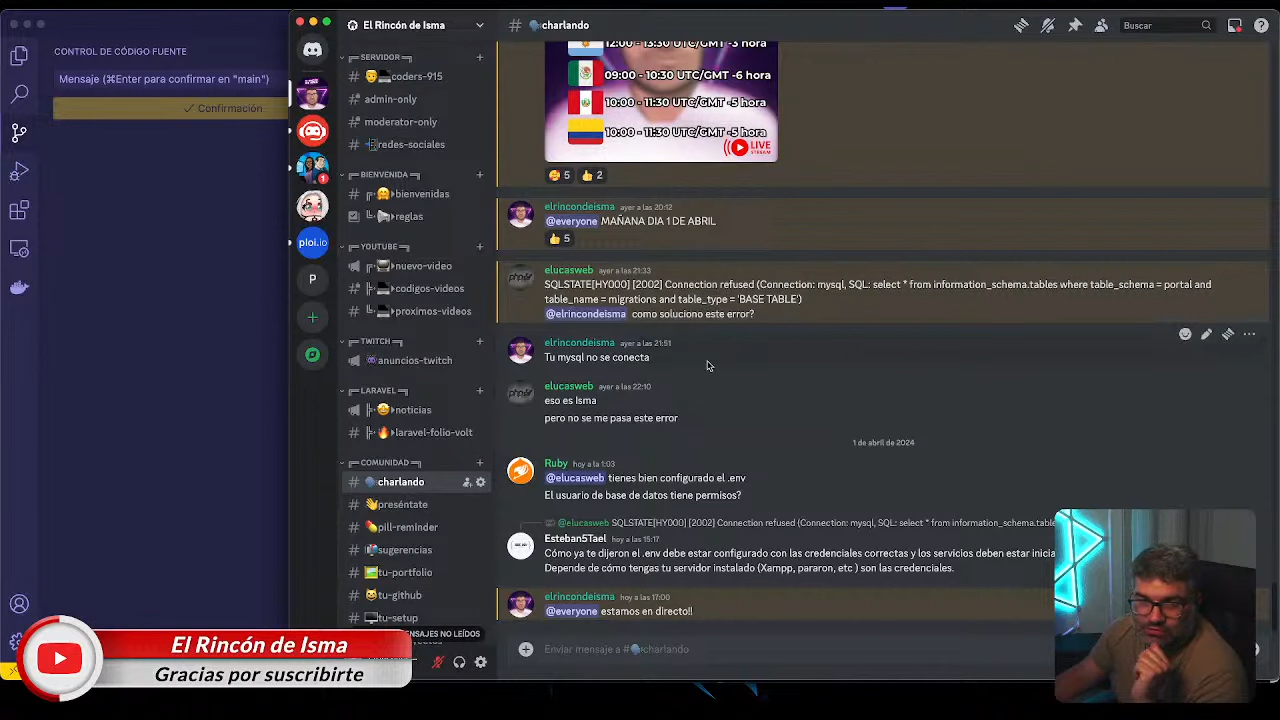 CONTROL DE CÓDIGO FUENTE
Mensaje (⌘Enter para confirmar en "main")
✓ Confirmación
El Rincón de Isma
SERVIDOR
coders-915
admin-only
moderator-only
redes-sociales
BIENVENIDA
bienvenidas
reglas
YOUTUBE
nuevo-video
codigos-videos
proximos-videos
TWITCH
anuncios-twitch
LARAVEL
noticias
laravel-folio-volt
COMUNIDAD
charlando
preséntate
pill-reminder
sugerencias
tu-portfolio
tu-github
tu-setup
MENSAJES NO LEÍDOS
1
ploi.io
P
# charlando
Buscar
12:00 - 13:30 UTC/GMT -3 hora
09:00 - 10:30 UTC/GMT -6 hora
10:00 - 11:30 UTC/GMT -5 hora
10:00 - 11:30 UTC/GMT -5 hora
LIVE
STREAM
5 2
elrincondeisma ayer a las 20:12
@everyone MAÑANA DIA 1 DE ABRIL
5
elucasweb ayer a las 21:33
SQLSTATE[HY000] [2002] Connection refused (Connection: mysql, SQL: select * from information_schema.tables where table_schema = portal and
table_name = migrations and table_type = 'BASE TABLE')
@elrincondeisma como soluciono este error?
elrincondeisma ayer a las 21:51
Tu mysql no se conecta
elucasweb ayer a las 22:10
eso es Isma
pero no se me pasa este error
1 de abril de 2024
Ruby hoy a la 1:03
@elucasweb tienes bien configurado el .env
El usuario de base de datos tiene permisos?
@elucasweb SQLSTATE[HY000] [2002] Connection refused (Connection: mysql, SQL: select * from information_schema.tables where table
Esteban5Tael hoy a las 15:17
Cómo ya te dijeron el .env debe estar configurado con las credenciales correctas y los servicios deben estar inicia
Depende de cómo tengas tu servidor instalado (Xampp, pararon, etc ) son las credenciales.
elrincondeisma hoy a las 17:00
@everyone estamos en directo!!
Enviar mensaje a # charlando
El Rincón de Isma
Gracias por suscribirte